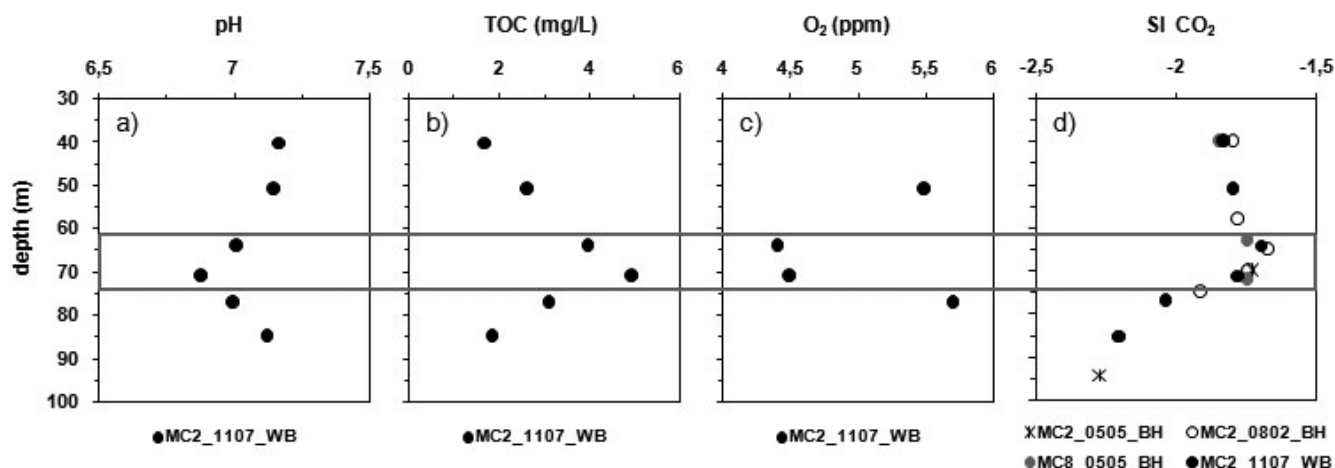 pH TOC (mg/L) O₂ (ppm) SI CO₂
6,5 7 7,5 0 2 4 6 4 4,5 5 5,5 6 -2,5 -2 -1,5
30
40
50
60
70
80
90
100
depth (m)
a) b) c) d)
MC2_1107_WB MC2_1107_WB MC2_1107_WB MC2_0505_BH MC2_0802_BH
MC8_0505_BH MC2_1107_WB